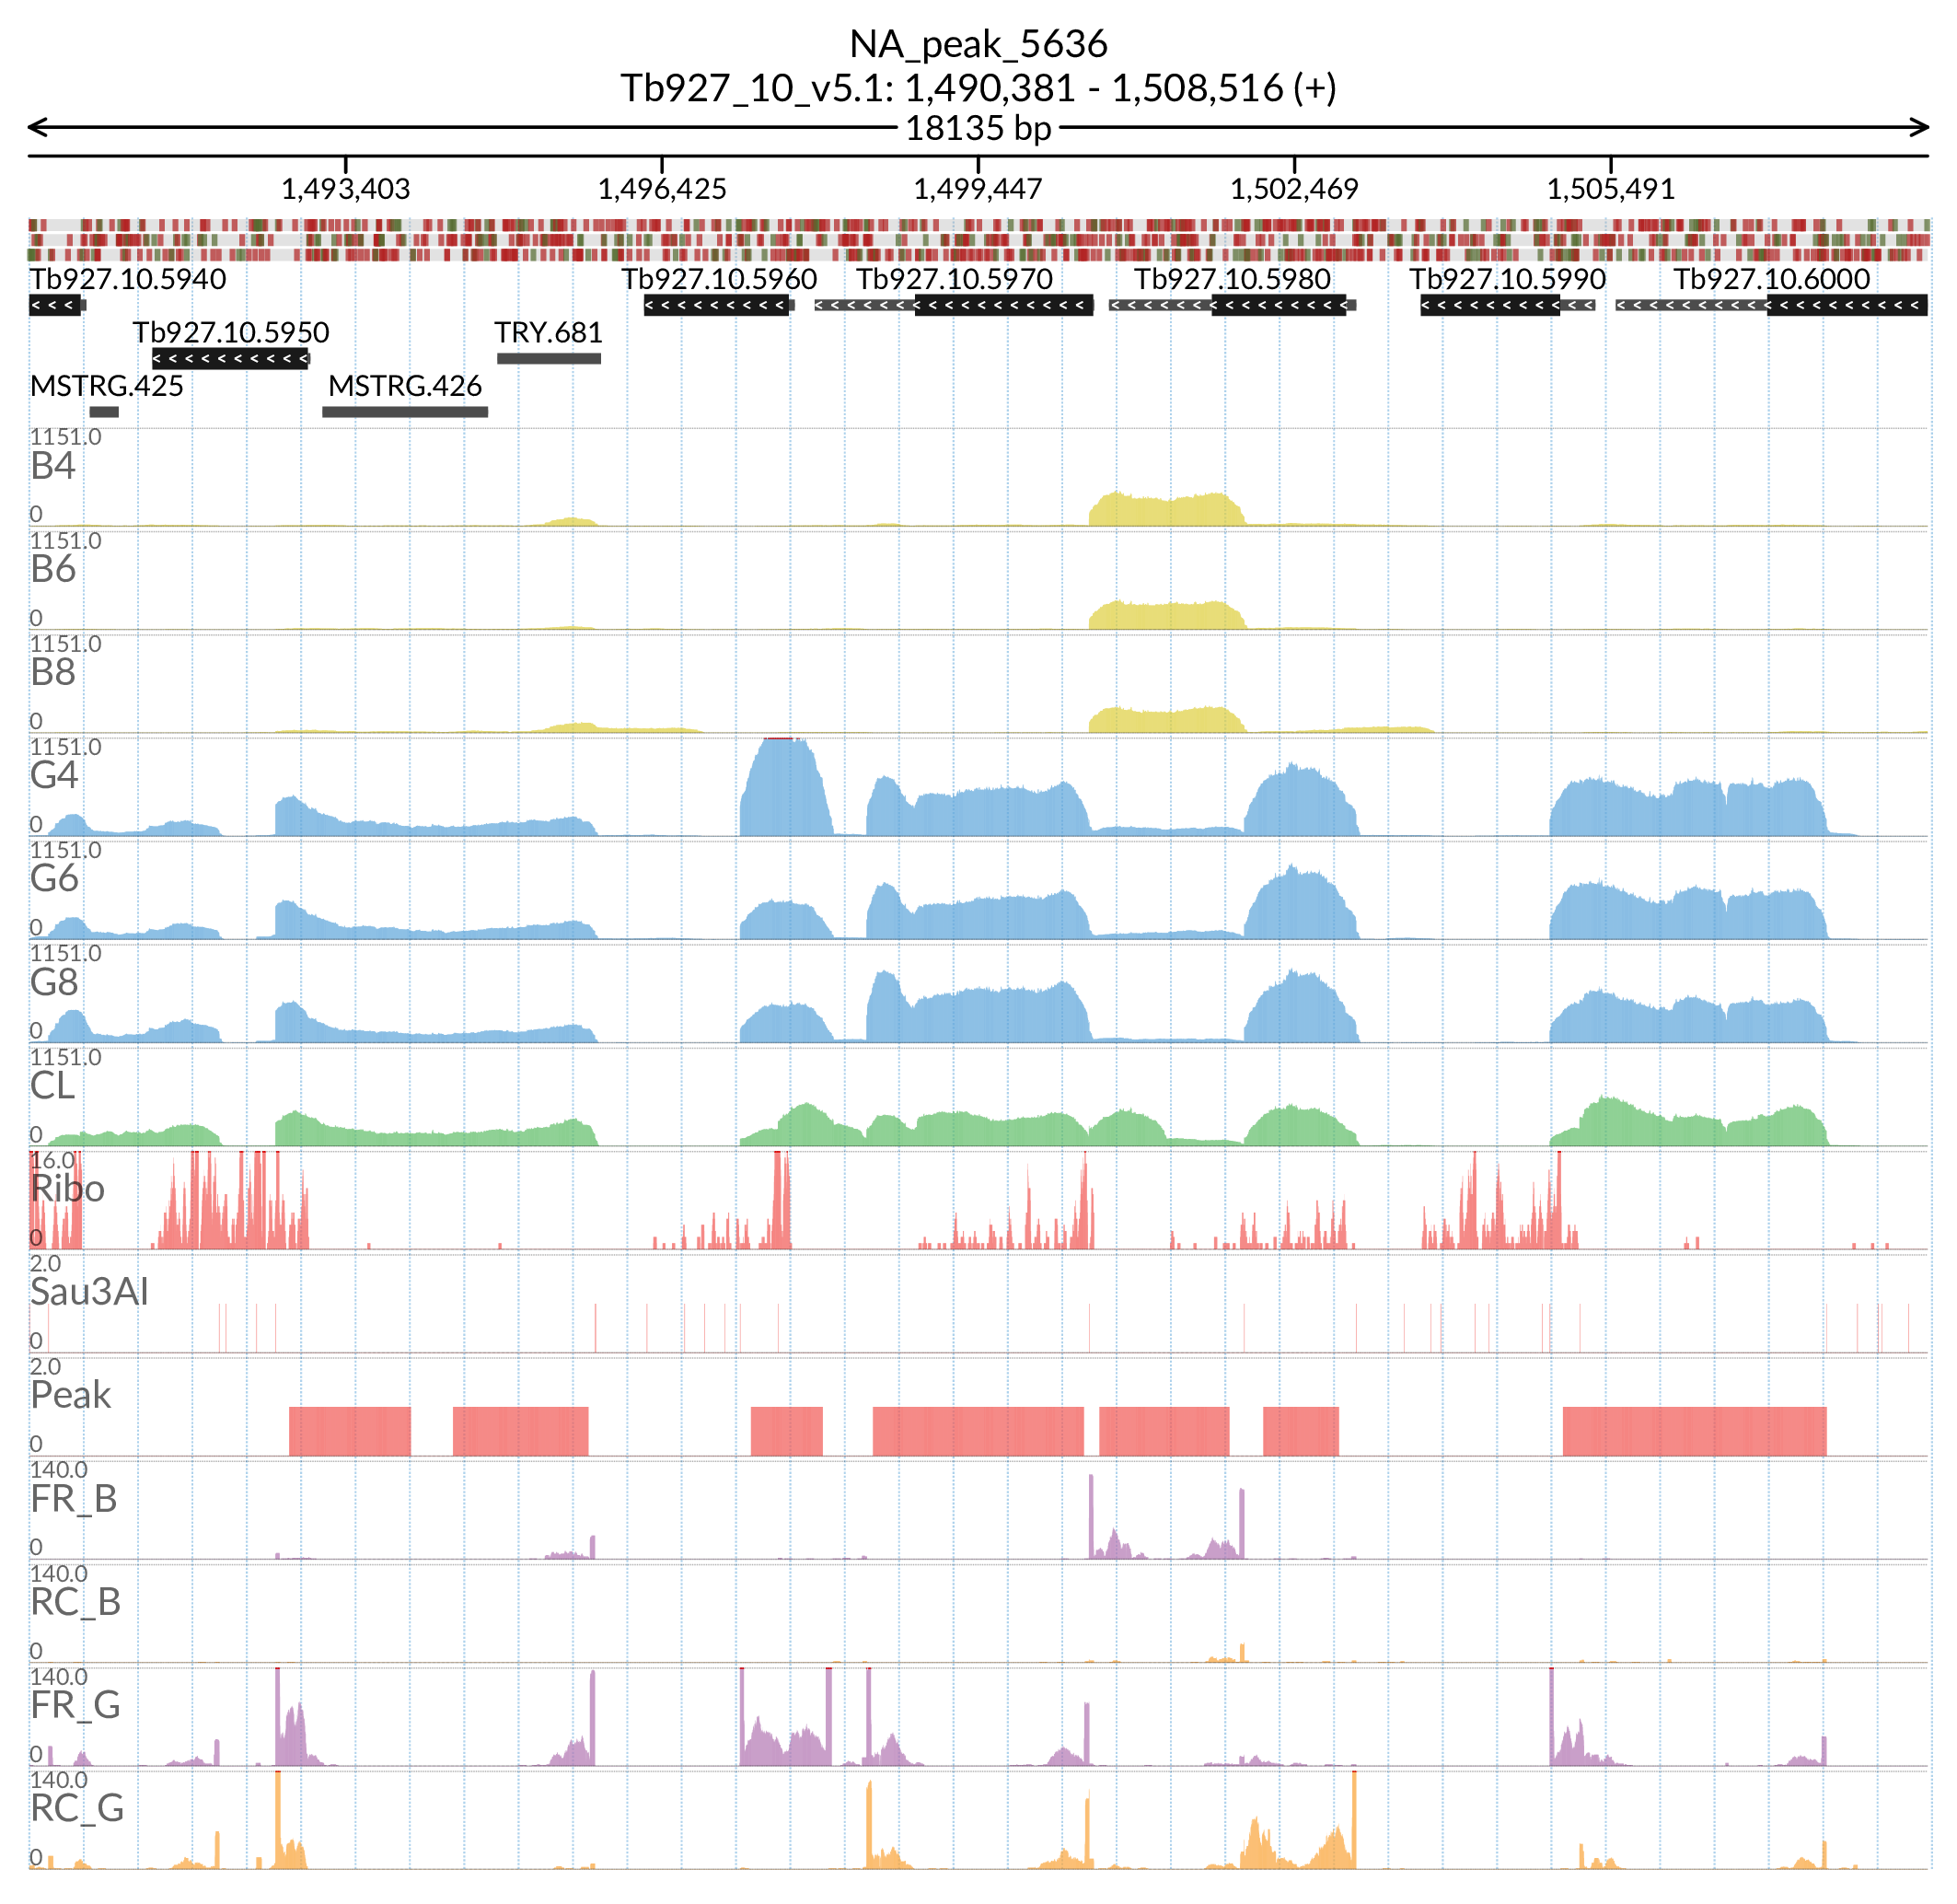 NA_peak_5636
Tb927_10_v5.1: 1,490,381 - 1,508,516 (+)
18135 bp
1,493,403 1,496,425 1,499,447 1,502,469 1,505,491
Tb927.10.5940 Tb927.10.5960 Tb927.10.5970 Tb927.10.5980 Tb927.10.5990 Tb927.10.6000
Tb927.10.5950 TRY.681
MSTRG.425 MSTRG.426
1151.0
B4
0
1151.0
B6
0
1151.0
B8
0
1151.0
G4
0
1151.0
G6
0
1151.0
G8
0
1151.0
CL
0
16.0
Ribo
0
2.0
Sau3AI
0
2.0
Peak
0
140.0
FR_B
0
140.0
RC_B
0
140.0
FR_G
0
140.0
RC_G
0